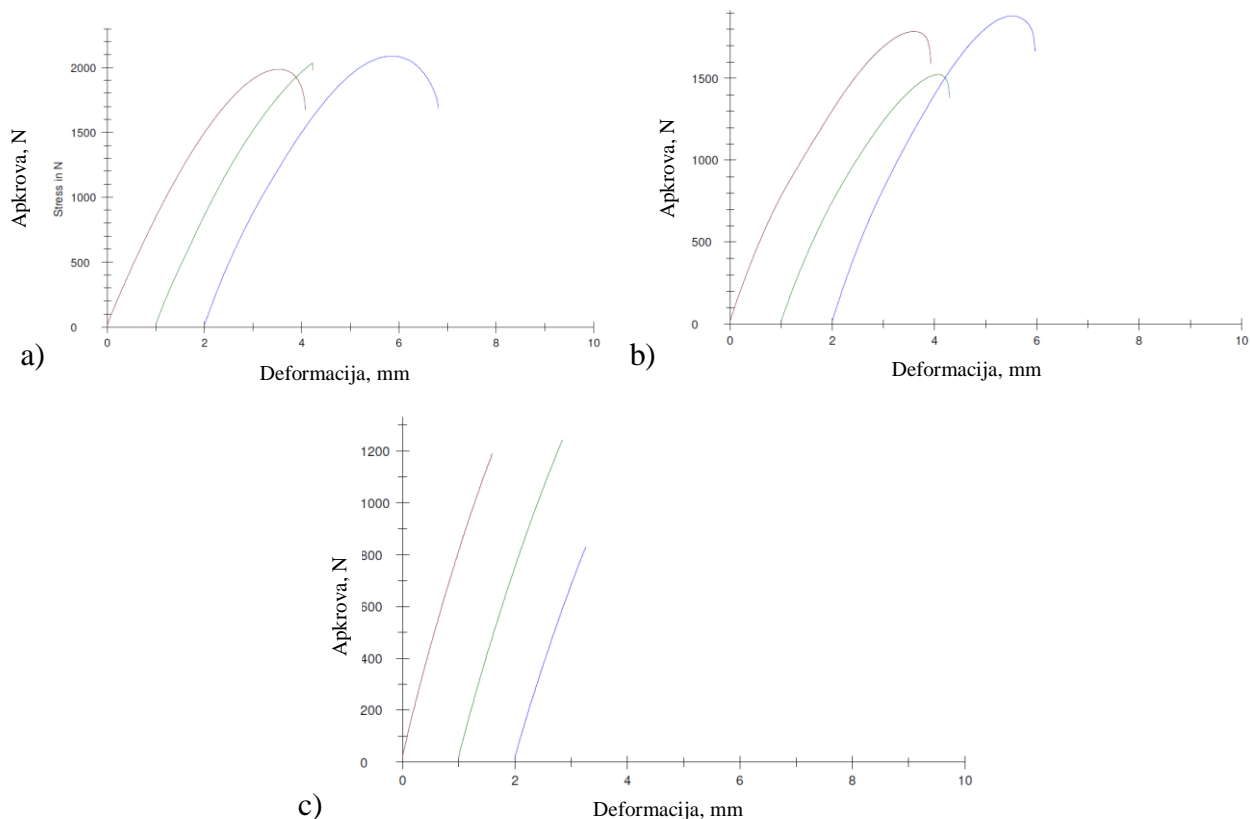 Apkrova, N
Stress in N
2000
1500
1000
500
0
0 2 4 6 8 10
a)
Deformacija, mm
Apkrova, N
1500
1000
500
0
0 2 4 6 8 10
b)
Deformacija, mm
Apkrova, N
1200
1000
800
600
400
200
0
0 2 4 6 8 10
c)
Deformacija, mm